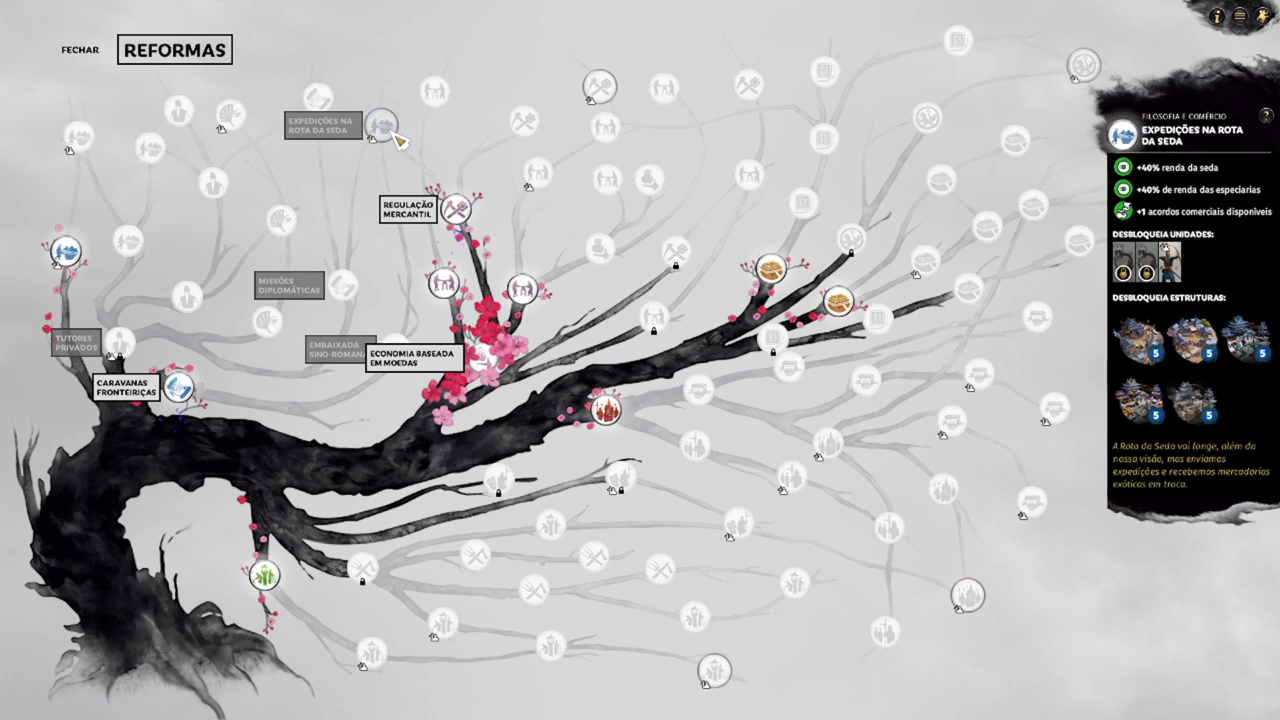 FECHAR
REFORMAS
EXPEDIÇÕES NA
ROTA DA SEDA
REGULAÇÃO
MERCANTIL
MISSÕES
DIPLOMÁTICAS
TUTORES
PRIVADOS
EMBAIXADA
SINO-ROMANA
ECONOMIA BASEADA
EM MOEDAS
CARAVANAS
FRONTEIRIÇAS
FILOSOFIA E COMÉRCIO
?
EXPEDIÇÕES NA ROTA
DA SEDA
+40% renda da seda
+40% de renda das especiarias
+1 acordos comerciais disponíveis
DESBLOQUEIA UNIDADES:
DESBLOQUEIA ESTRUTURAS:
5
5
5
5
5
A Rota da Seda vai longe, além da
nossa visão, mas enviamos
expedições e recebemos mercadorias
exóticas em troca.